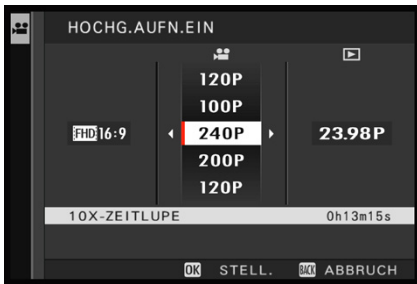 HOCHG.AUFN.EIN
120P
100P
FHD 16:9 240P 23.98P
200P
120P
10X-ZEITLUPE 0h13m15s
OK STELL. BACK ABBRUCH